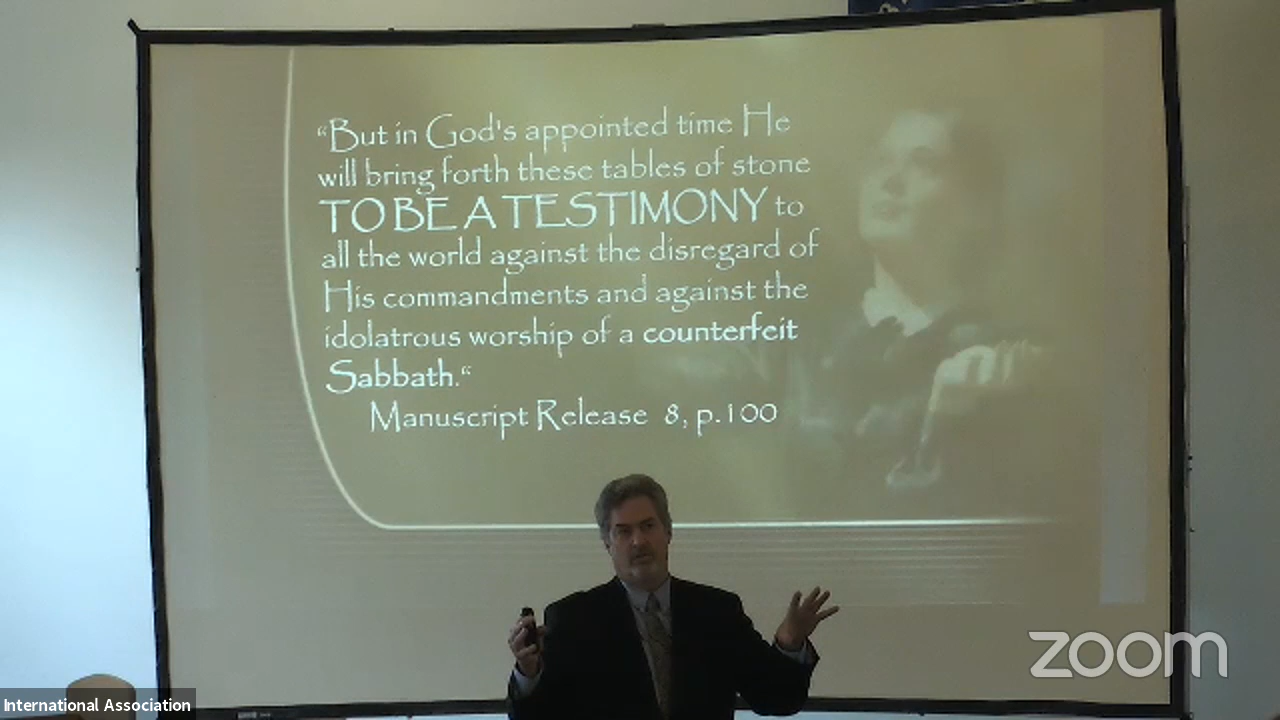 “But in God's appointed time He
will bring forth these tables of stone
TO BE A TESTIMONY to
all the world against the disregard of
His commandments and against the
idolatrous worship of a counterfeit
Sabbath.“
Manuscript Release 8, p.100
zoom
International Association